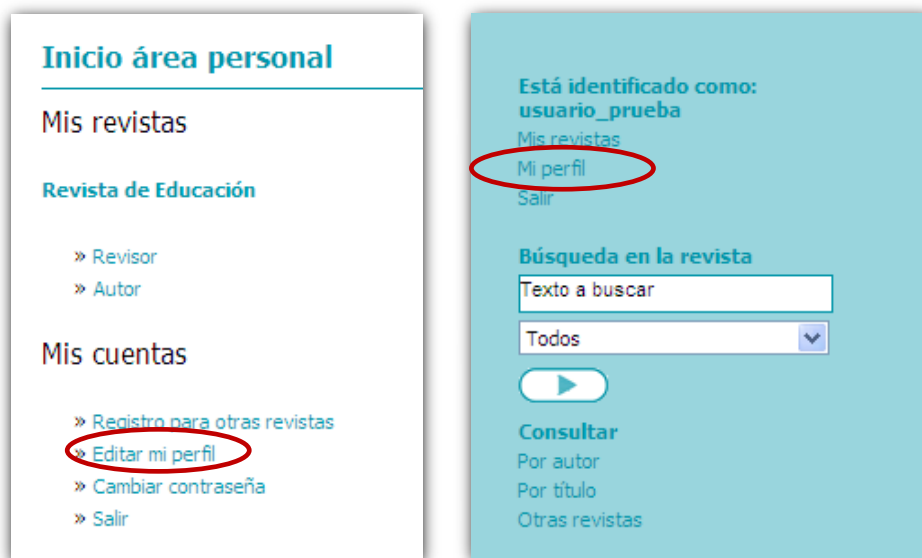 Inicio área personal
Mis revistas
Revista de Educación
» Revisor
» Autor
Mis cuentas
» Registro para otras revistas
» Editar mi perfil
» Cambiar contraseña
» Salir
Está identificado como:
usuario_prueba
Mis revistas
Mi perfil
Salir
Búsqueda en la revista
Texto a buscar
Todos
Consultar
Por autor
Por título
Otras revistas